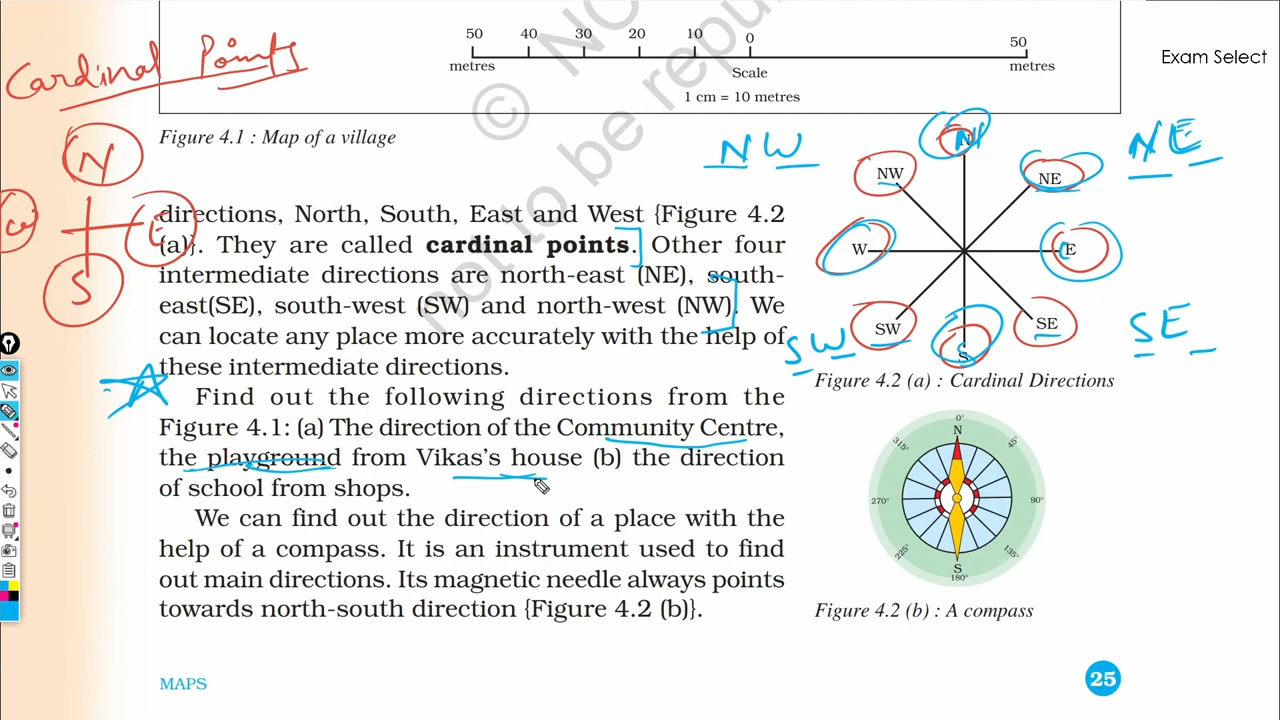 50 40 30 20 10 0 50
metres metres
Scale
1 cm = 10 metres
Exam Select
Cardinal Points
Figure 4.1 : Map of a village
© NC
not to be repu
N
E
S
NW
NE
SW
SE
N
NW
NE
W
E
SW
SE
S
directions, North, South, East and West {Figure 4.2
(a)}. They are called cardinal points. Other four
intermediate directions are north-east (NE), south-
east(SE), south-west (SW) and north-west (NW). We
can locate any place more accurately with the help of
these intermediate directions.
Find out the following directions from the
Figure 4.1: (a) The direction of the Community Centre,
the playground from Vikas's house (b) the direction
of school from shops.
We can find out the direction of a place with the
help of a compass. It is an instrument used to find
out main directions. Its magnetic needle always points
towards north-south direction {Figure 4.2 (b)}.
Figure 4.2 (a) : Cardinal Directions
0°
N
315° 45°
270° 90°
225° 135°
S
180°
Figure 4.2 (b) : A compass
MAPS
25